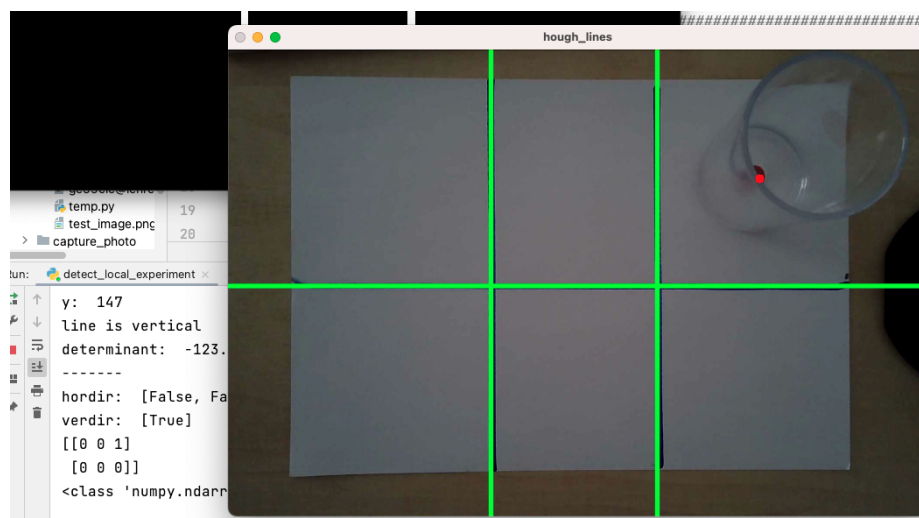 ################################
hough_lines
temp.py
test_image.png
capture_photo
19
20
detect_local_experiment
y:  147
line is vertical
determinant:  -123.
-------
hordir:  [False, Fa
verdir:  [True]
[[0 0 1]
 [0 0 0]]
<class 'numpy.ndarr